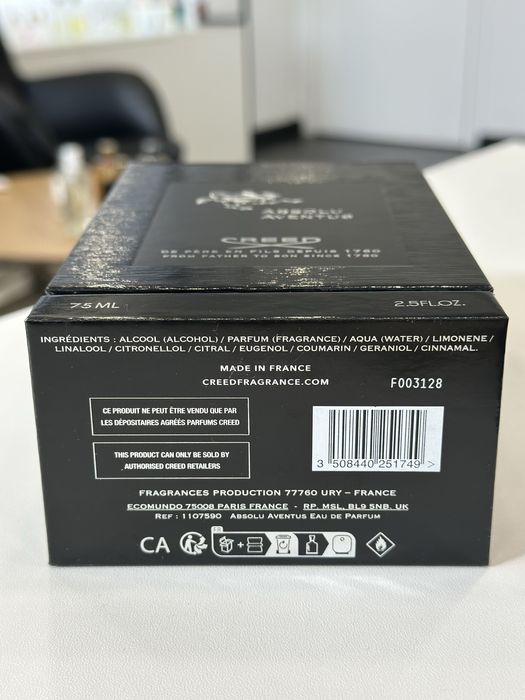 ABSOLU
AVENTUS
CREED
DE PÈRE EN FILS DEPUIS 1760
FROM FATHER TO SON SINCE 1760
75 ML
2.5FL.OZ.
INGRÉDIENTS : ALCOOL (ALCOHOL) / PARFUM (FRAGRANCE) / AQUA (WATER) / LIMONENE /
LINALOOL / CITRONELLOL / CITRAL / EUGENOL / COUMARIN / GERANIOL / CINNAMAL.
MADE IN FRANCE
CREEDFRAGRANCE.COM
F003128
CE PRODUIT NE PEUT ÊTRE VENDU QUE PAR
LES DÉPOSITAIRES AGRÉÉS PARFUMS CREED
THIS PRODUCT CAN ONLY BE SOLD BY
AUTHORISED CREED RETAILERS
3 508440 251749 >
FRAGRANCES PRODUCTION 77760 URY – FRANCE
ECOMUNDO 75008 PARIS FRANCE - RP, MSL, BL9 5NB, UK
REF : 1107590 ABSOLU AVENTUS EAU DE PARFUM
CA
FR